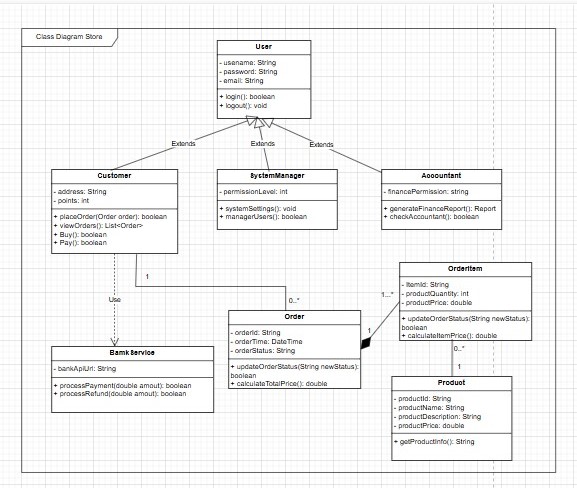 Class Diagram Store
User
- usename: String
- password: String
- email: String
+ login(): boolean
+ logout(): void
Extends
Extends
Extends
Customer
- address: String
- points: int
+ placeOrder(Order order): boolean
+ viewOrders(): List<Order>
+ Buy(): boolean
+ Pay(): boolean
SystemManager
- permissionLevel: int
+ systemSettings(): void
+ managerUsers(): boolean
Accountant
- financePermission: string
+ generateFinanceReport(): Report
+ checkAccountant(): boolean
1
0..*
Use
1
1...*
OrderItem
- ItemId: String
- productQuantity: int
- productPrice: double
+ updateOrderStatus(String newStatus):
boolean
+ calculateItemPrice(): double
Order
- orderId: String
- orderTime: DateTime
- orderStatus: String
+ updateOrderStatus(String newStatus):
boolean
+ calculateTotalPrice(): double
Bamk Service
- bankApiUrl: String
+ processPayment(double amout): boolean
+ processRefund(double amout): boolean
0..*
1
Product
- productId: String
- productName: String
- productDescription: String
- productPrice: double
+ getProductInfo(): String